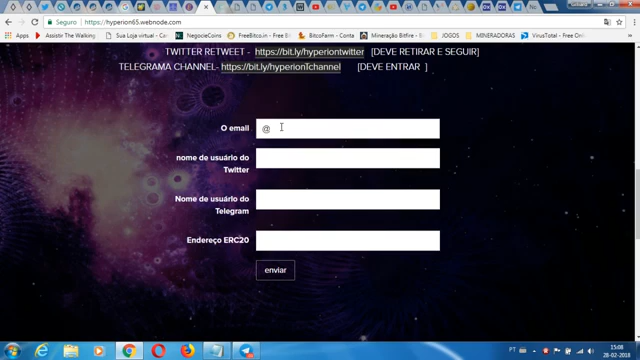 Seguro | https://hyperion65.webnode.com
Apps Assistir The Walking Sua Loja virtual - C NegocieCoins FreeBitco.in - Bitcoin BitcoFarm - Conta Mineração BitFari - M JOGOS MINERADORAS VirusTotal - Free Onli
TWITTER RETWEET - https://bit.ly/hyperiontwitter [DEVE RETIRAR E SEGUIR]
TELEGRAMA CHANNEL- https://bit.ly/hyperionTchannel [DEVE ENTRAR ]
O email @
nome de usuário do
Twitter
Nome de usuário do
Telegram
Endereço ERC20
enviar
PT
15:08
28-02-2018